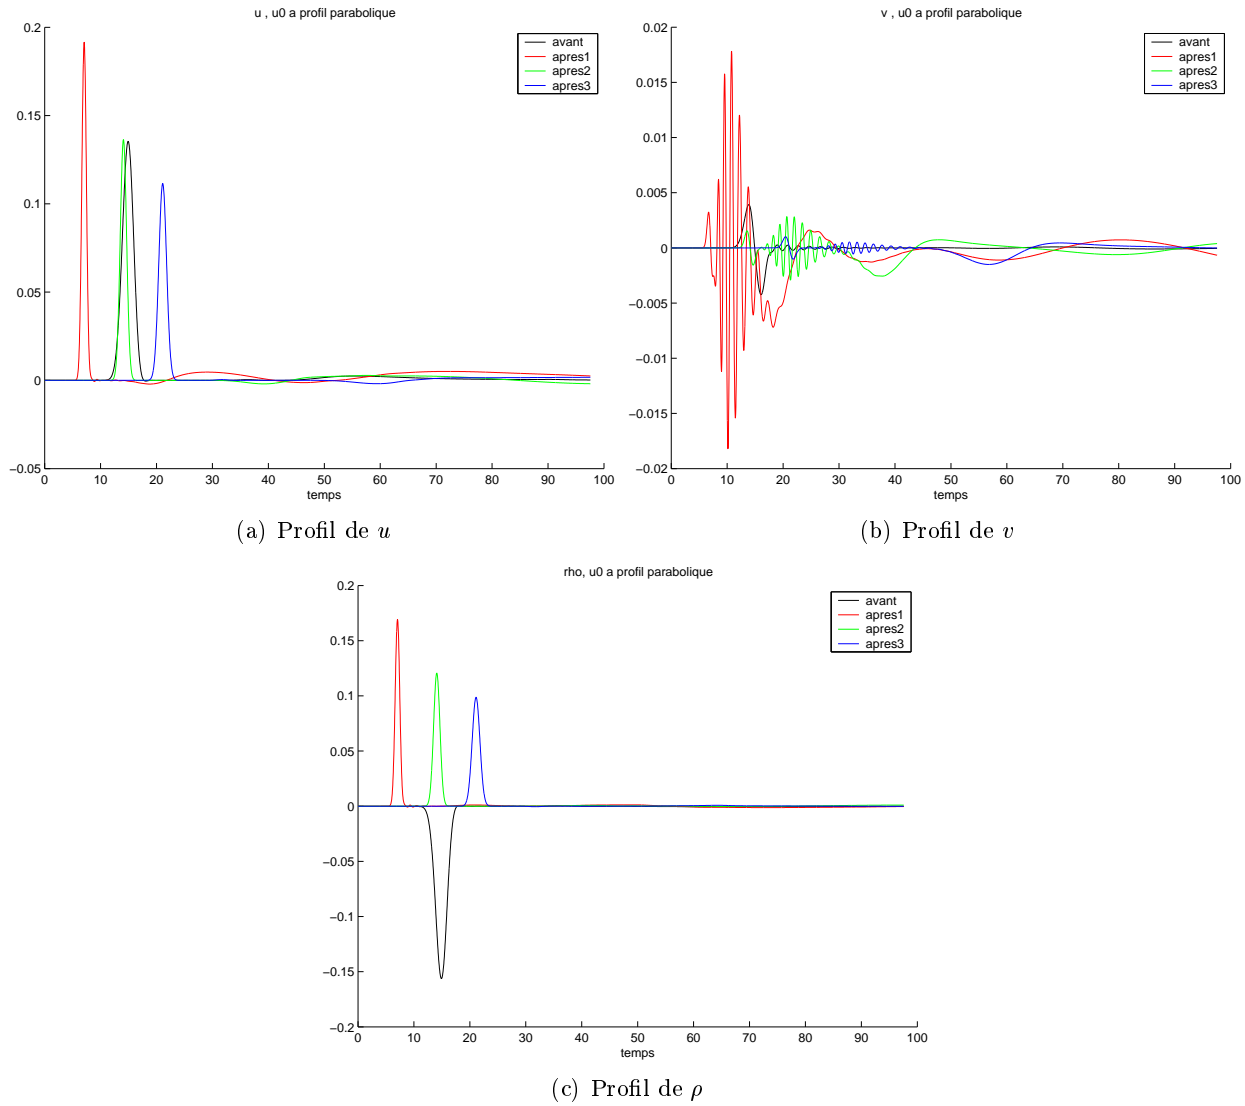 u , u0 a profil parabolique
0.2
0.15
0.1
0.05
0
−0.05
0 10 20 30 40 50 60 70 80 90 100
temps
avant
apres1
apres2
apres3
(a) Profil de u
v , u0 a profil parabolique
0.02
0.015
0.01
0.005
0
−0.005
−0.01
−0.015
−0.02
0 10 20 30 40 50 60 70 80 90 100
temps
avant
apres1
apres2
apres3
(b) Profil de v
rho, u0 a profil parabolique
0.2
0.15
0.1
0.05
0
−0.05
−0.1
−0.15
−0.2
0 10 20 30 40 50 60 70 80 90 100
temps
avant
apres1
apres2
apres3
(c) Profil de ρ